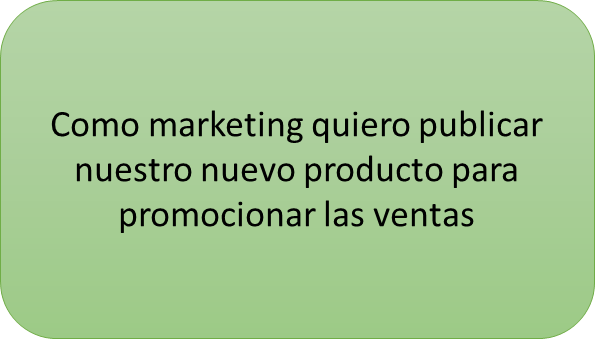 Como marketing quiero publicar
nuestro nuevo producto para
promocionar las ventas